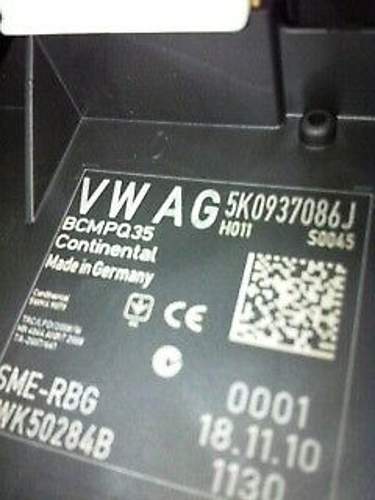 VW AG 5K0937086J
BCMPQ35 H011 S0045
Continental
Made in Germany
Continental
CE
SME-RBG 0001
WK50284B 18.11.10
1130